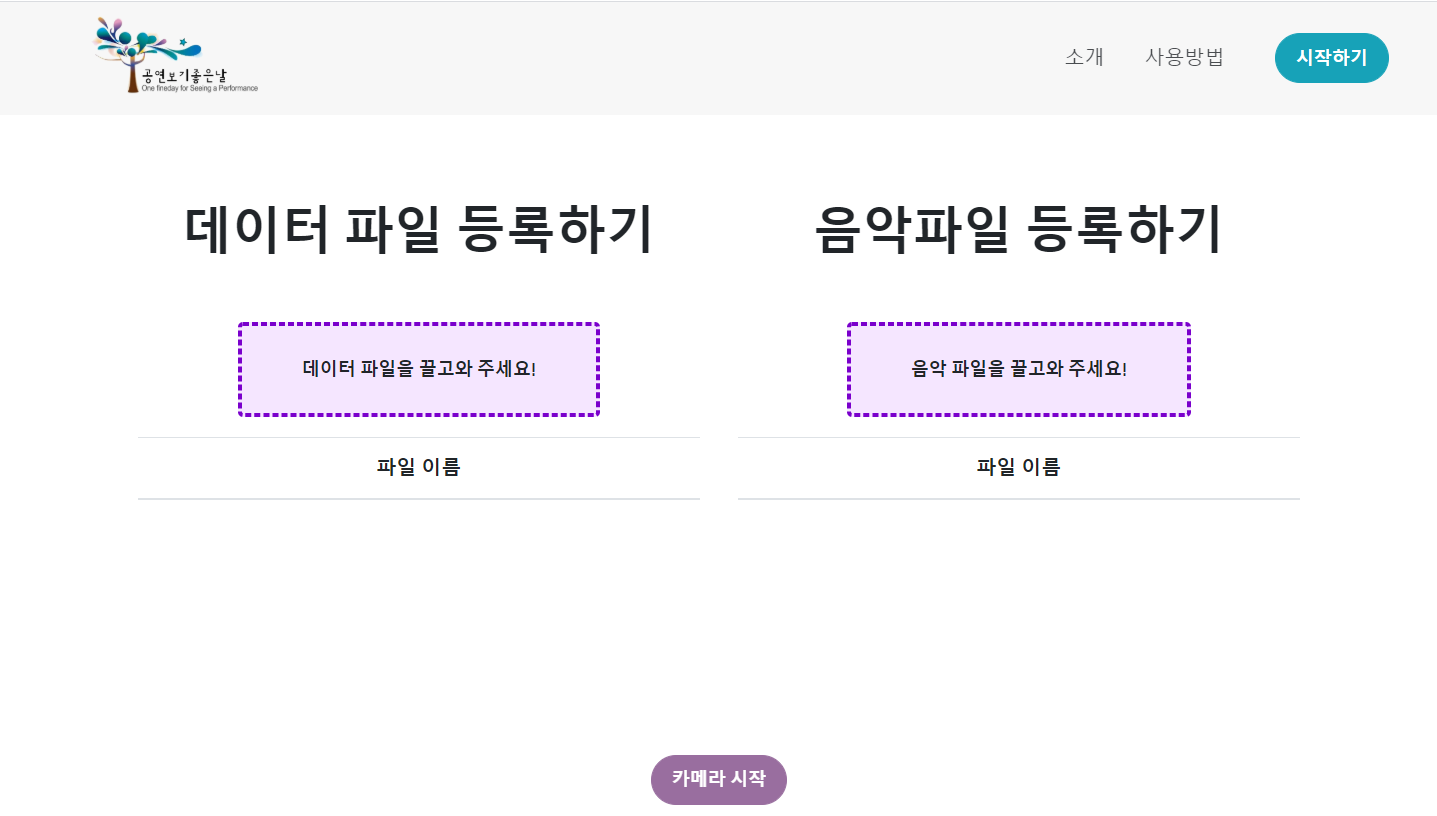 공연보기좋은날
One fineday for Seeing a Performance
소개
사용방법
시작하기
데이터 파일 등록하기
음악파일 등록하기
데이터 파일을 끌고와 주세요!
음악 파일을 끌고와 주세요!
파일 이름
파일 이름
카메라 시작